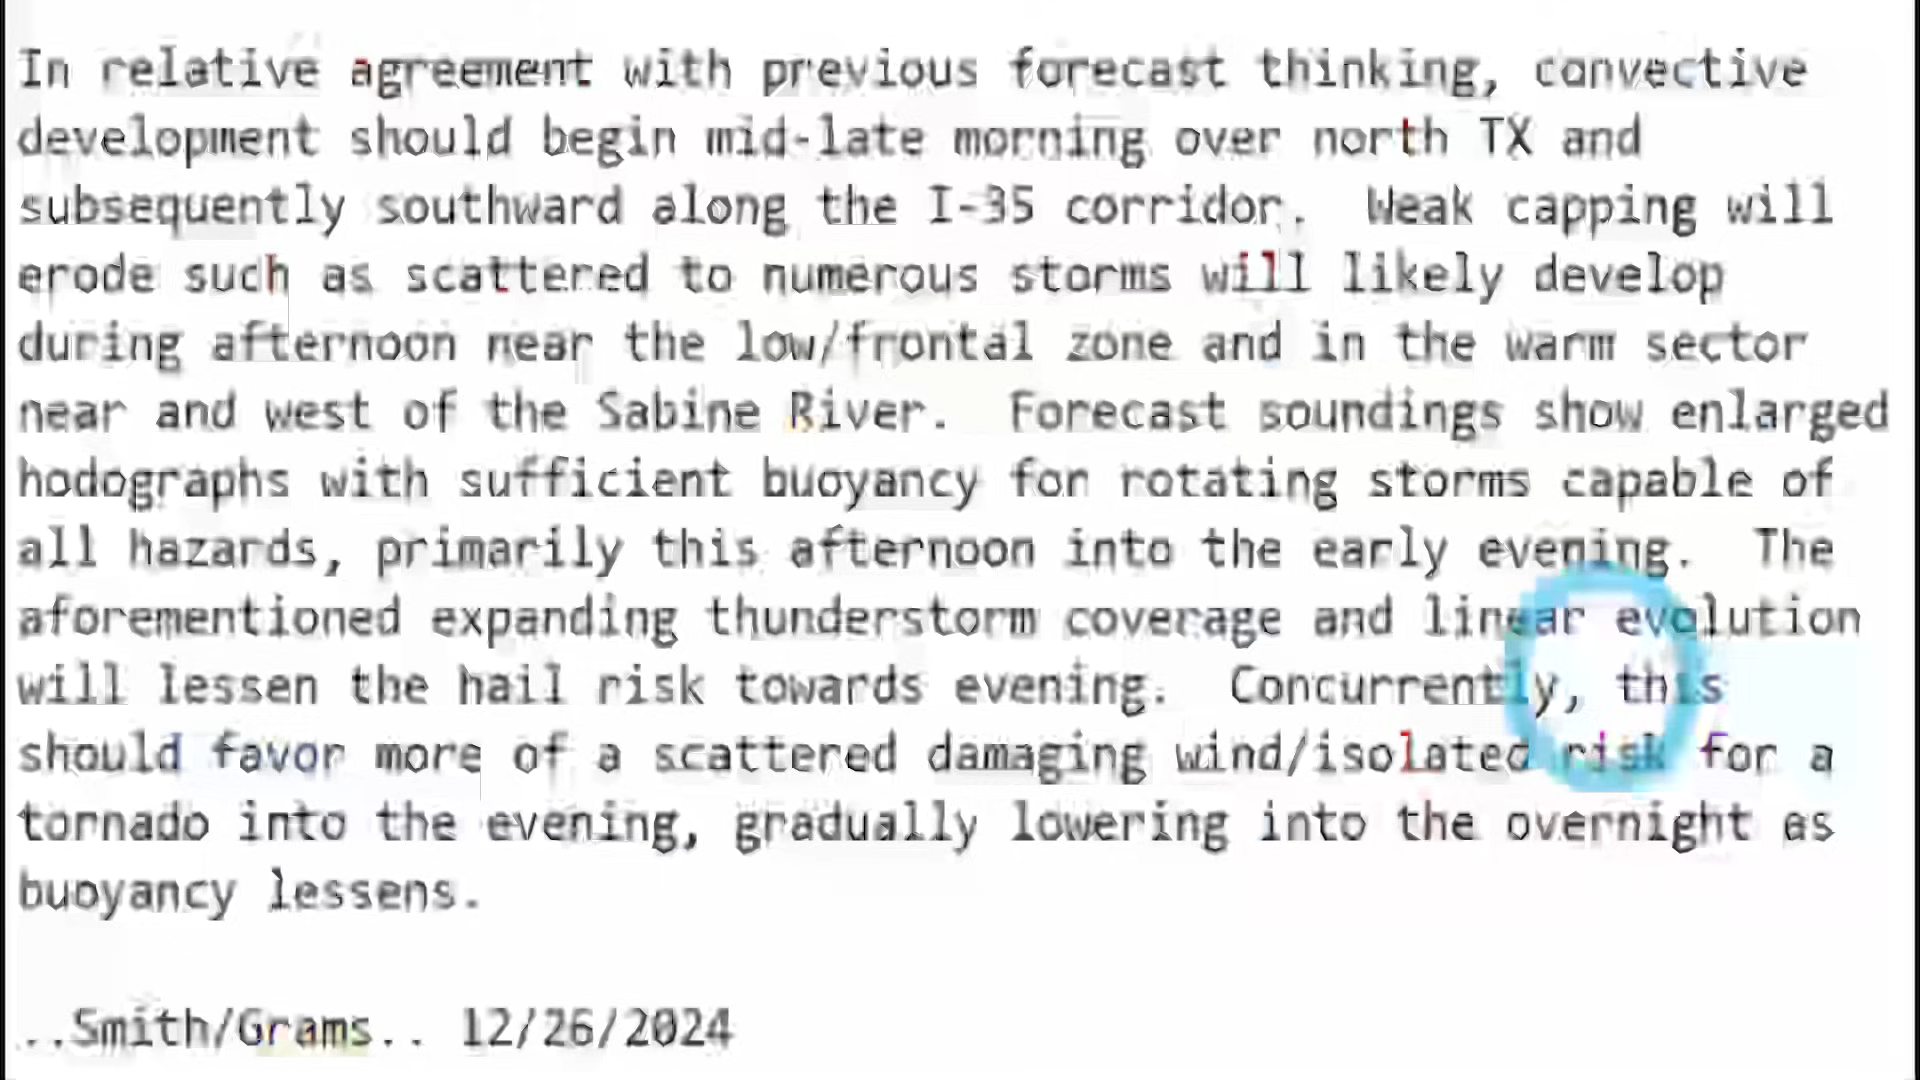 In relative agreement with previous forecast thinking, convective
development should begin mid-late morning over north TX and
subsequently southward along the I-35 corridor.  Weak capping will
erode such as scattered to numerous storms will likely develop
during afternoon near the low/frontal zone and in the warm sector
near and west of the Sabine River.  Forecast soundings show enlarged
hodographs with sufficient buoyancy for rotating storms capable of
all hazards, primarily this afternoon into the early evening.  The
aforementioned expanding thunderstorm coverage and linear evolution
will lessen the hail risk towards evening.  Concurrently, this
should favor more of a scattered damaging wind/isolated risk for a
tornado into the evening, gradually lowering into the overnight as
buoyancy lessens.
..Smith/Grams.. 12/26/2024